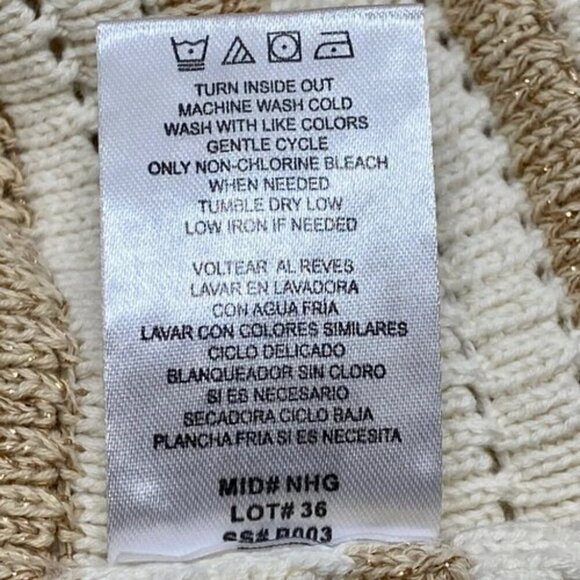 TURN INSIDE OUT
MACHINE WASH COLD
WASH WITH LIKE COLORS
GENTLE CYCLE
ONLY NON-CHLORINE BLEACH
WHEN NEEDED
TUMBLE DRY LOW
LOW IRON IF NEEDED
VOLTEAR AL REVES
LAVAR EN LAVADORA
CON AGUA FRÍA
LAVAR CON COLORES SIMILARES
CICLO DELICADO
BLANQUEADOR SIN CLORO
SI ES NECESARIO
SECADORA CICLO BAJA
PLANCHA FRIA SI ES NECESITA
MID# NHG
LOT# 36
SS#